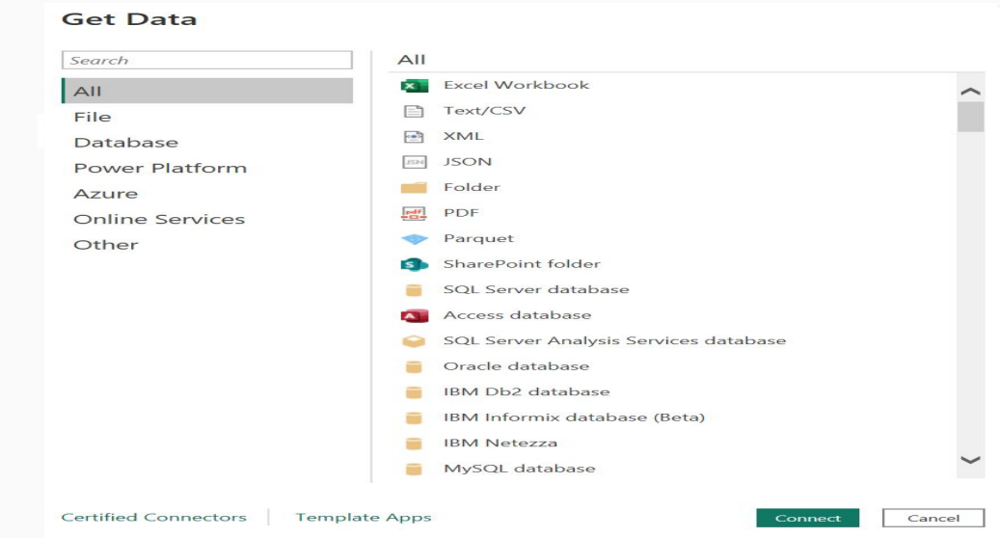 Get Data
Search
All
File
Database
Power Platform
Azure
Online Services
Other
All
Excel Workbook
Text/CSV
XML
JSON
Folder
PDF
Parquet
SharePoint folder
SQL Server database
Access database
SQL Server Analysis Services database
Oracle database
IBM Db2 database
IBM Informix database (Beta)
IBM Netezza
MySQL database
Certified Connectors
Template Apps
Connect
Cancel